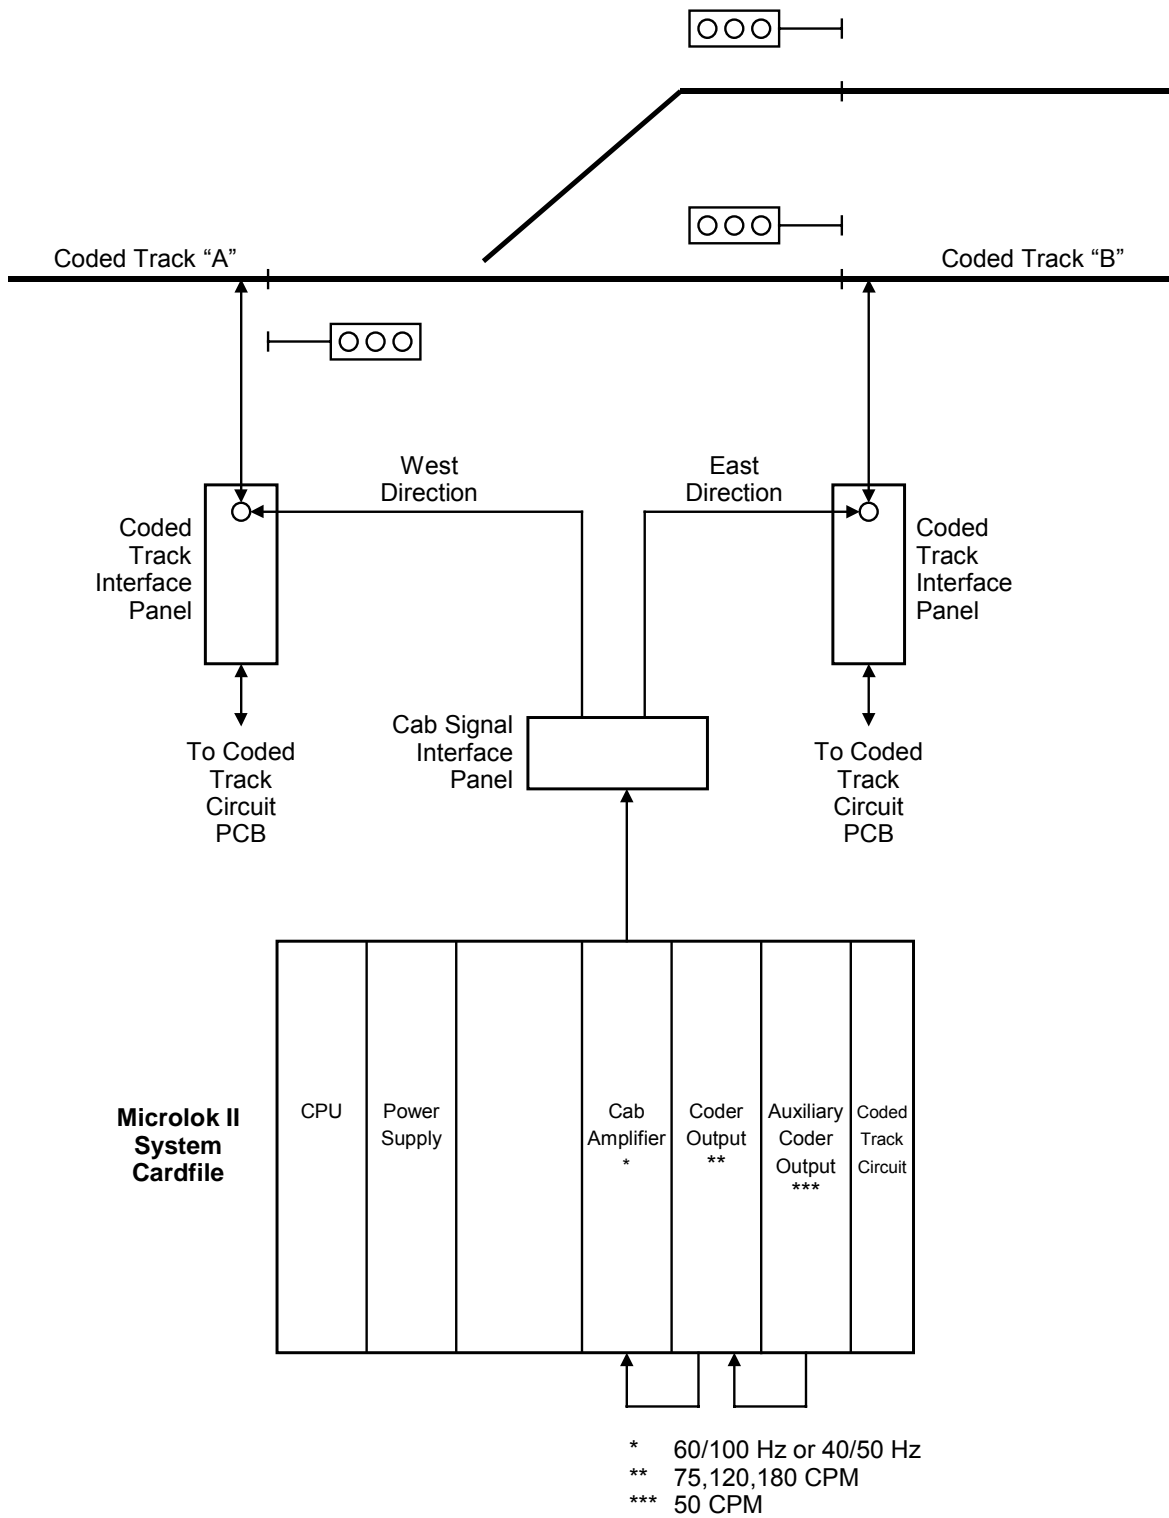 Coded Track “A”
Coded Track “B”
West
Direction
East
Direction
Coded
Track
Interface
Panel
Coded
Track
Interface
Panel
To Coded
Track
Circuit
PCB
Cab Signal
Interface
Panel
To Coded
Track
Circuit
PCB
Microlok II
System
Cardfile
CPU
Power
Supply
Cab
Amplifier
*
Coder
Output
**
Auxiliary
Coder
Output
***
Coded
Track
Circuit
* 60/100 Hz or 40/50 Hz
** 75,120,180 CPM
*** 50 CPM